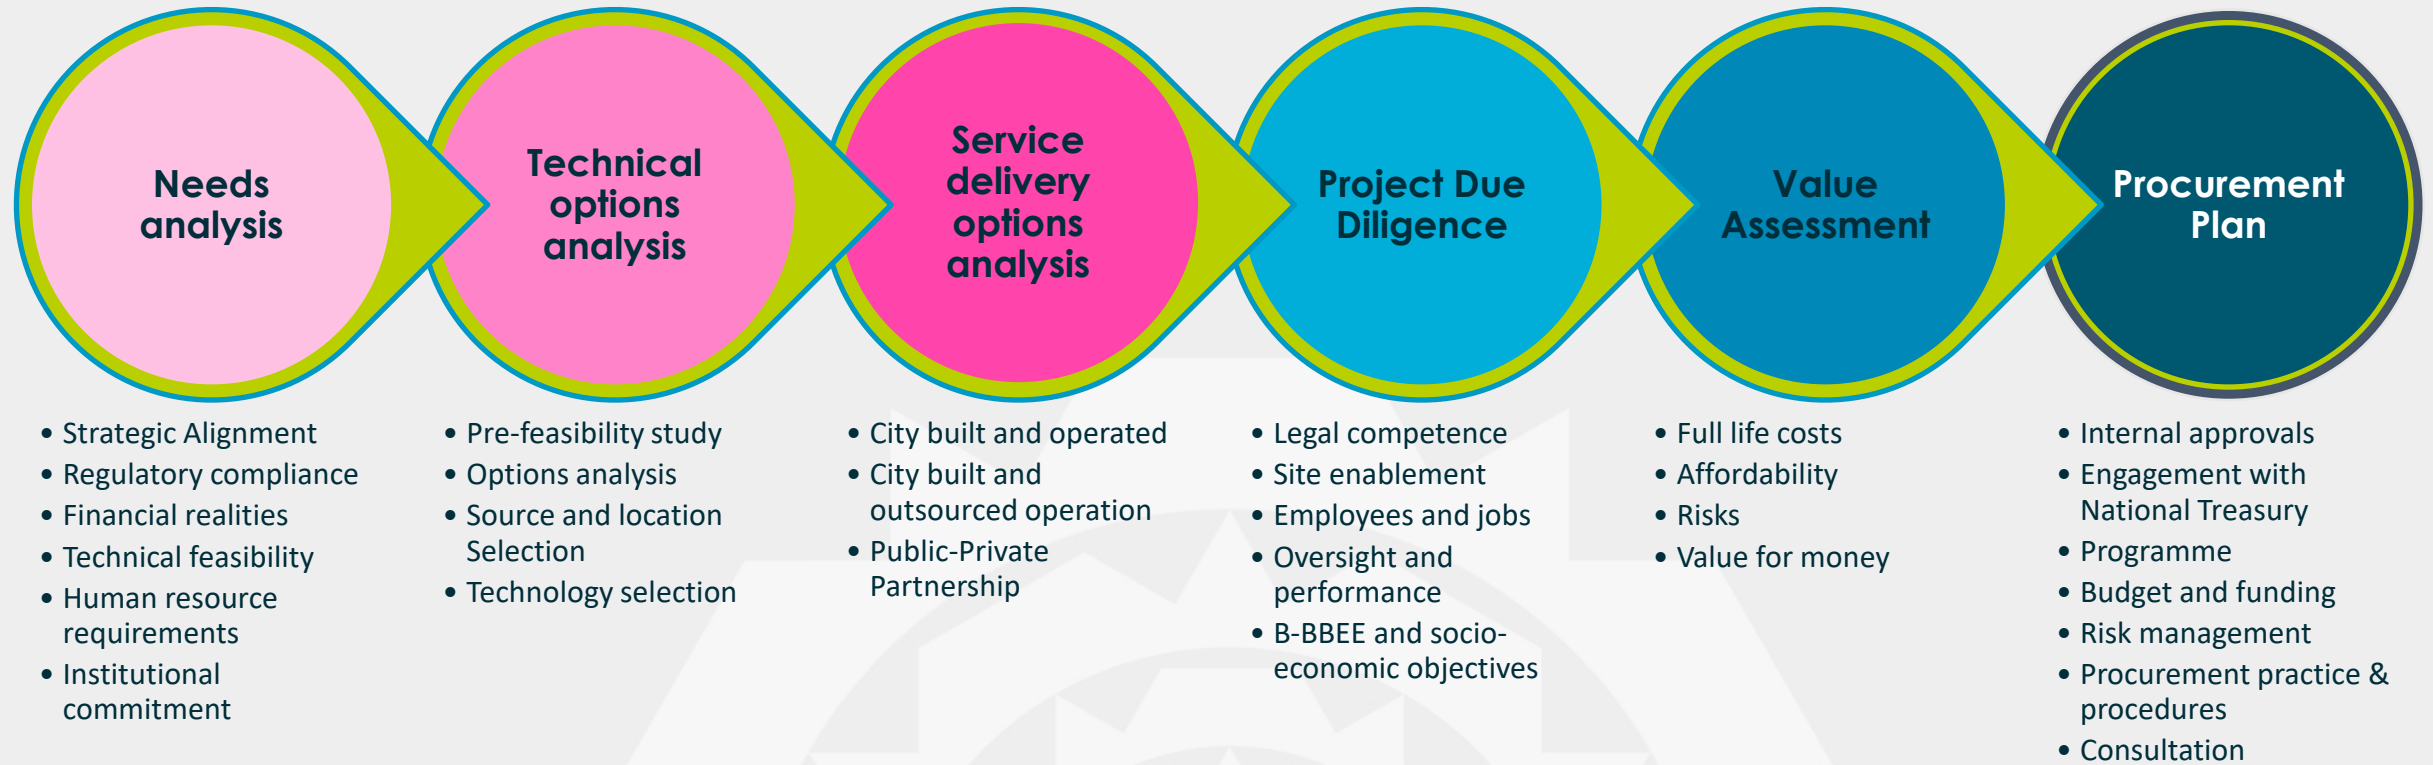 Needs
analysis
• Strategic Alignment
• Regulatory compliance
• Financial realities
• Technical feasibility
• Human resource
requirements
• Institutional
commitment
Technical
options
analysis
• Pre-feasibility study
• Options analysis
• Source and location
Selection
• Technology selection
Service
delivery
options
analysis
• City built and operated
• City built and
outsourced operation
• Public-Private
Partnership
Project Due
Diligence
• Legal competence
• Site enablement
• Employees and jobs
• Oversight and
performance
• B-BBEE and socio-
economic objectives
Value
Assessment
• Full life costs
• Affordability
• Risks
• Value for money
Procurement
Plan
• Internal approvals
• Engagement with
National Treasury
• Programme
• Budget and funding
• Risk management
• Procurement practice &
procedures
• Consultation